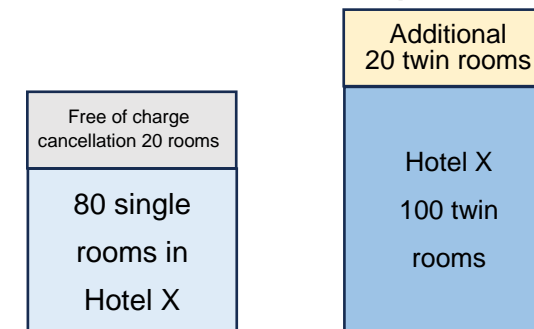 Free of charge
cancellation 20 rooms
80 single
rooms in
Hotel X
Additional
20 twin rooms
Hotel X
100 twin
rooms